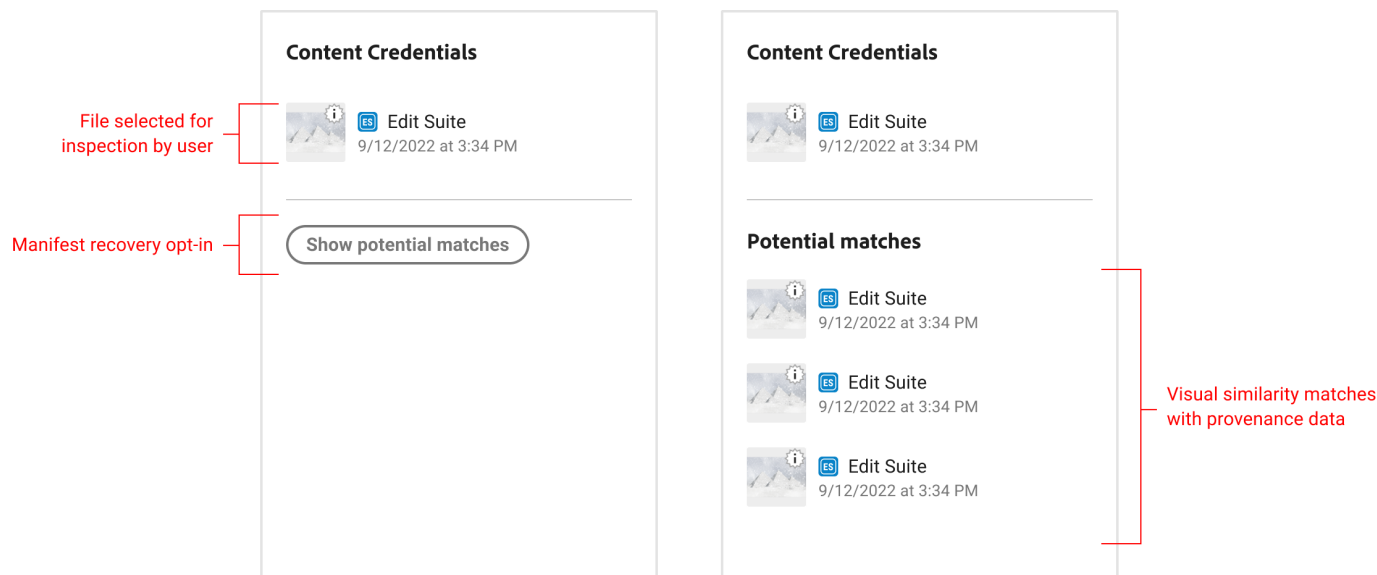 Content Credentials
File selected for
inspection by user
i
ES Edit Suite
9/12/2022 at 3:34 PM
Manifest recovery opt-in
Show potential matches
Content Credentials
i
ES Edit Suite
9/12/2022 at 3:34 PM
Potential matches
i
ES Edit Suite
9/12/2022 at 3:34 PM
i
ES Edit Suite
9/12/2022 at 3:34 PM
i
ES Edit Suite
9/12/2022 at 3:34 PM
Visual similarity matches
with provenance data